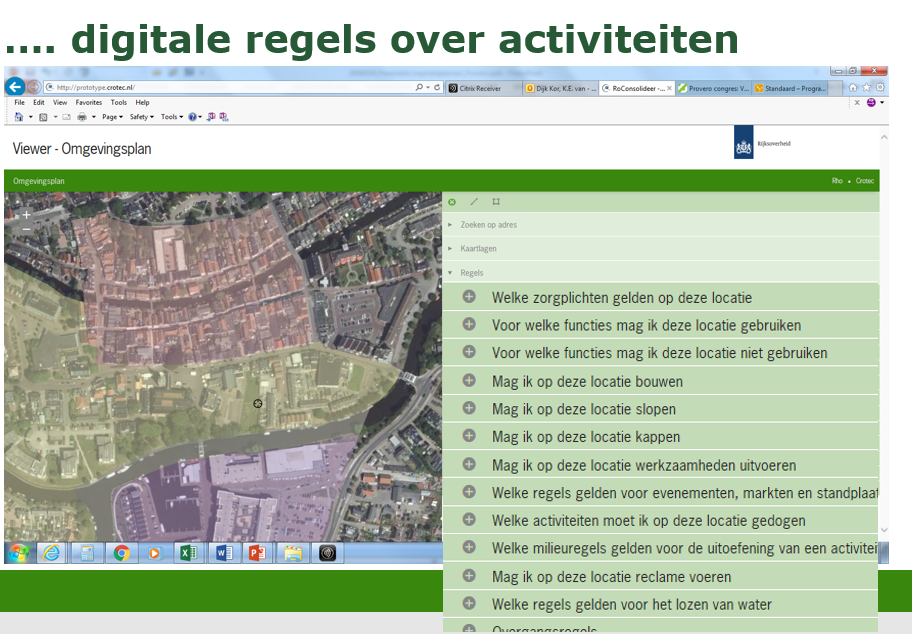 .... digitale regels over activiteiten
http://prototype.crotec.nl/
Citrix Receiver
Dijk Kor, K.E. van - ...
RoConsolideer -...
Provero congres: V...
Standaard – Progra...
File Edit View Favorites Tools Help
Page Safety Tools
Viewer - Omgevingsplan
Rijksoverheid
Omgevingsplan
Rho • Crotec
Zoeken op adres
Kaartlagen
Regels
Welke zorgplichten gelden op deze locatie
Voor welke functies mag ik deze locatie gebruiken
Voor welke functies mag ik deze locatie niet gebruiken
Mag ik op deze locatie bouwen
Mag ik op deze locatie slopen
Mag ik op deze locatie kappen
Mag ik op deze locatie werkzaamheden uitvoeren
Welke regels gelden voor evenementen, markten en standplaat
Welke activiteiten moet ik op deze locatie gedogen
Welke milieuregels gelden voor de uitoefening van een activitei
Mag ik op deze locatie reclame voeren
Welke regels gelden voor het lozen van water
Overgangsregels